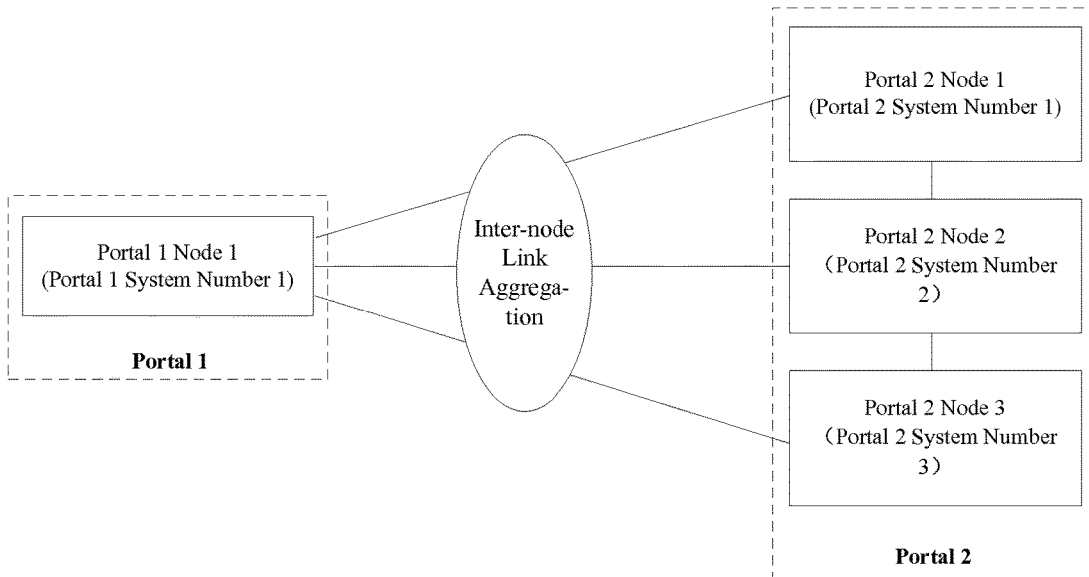 Portal 1 Node 1
(Portal 1 System Number 1)
Portal 1
Inter-node
Link
Aggrega-
tion
Portal 2 Node 1
(Portal 2 System Number 1)
Portal 2 Node 2
（Portal 2 System Number
2）
Portal 2 Node 3
（Portal 2 System Number
3）
Portal 2